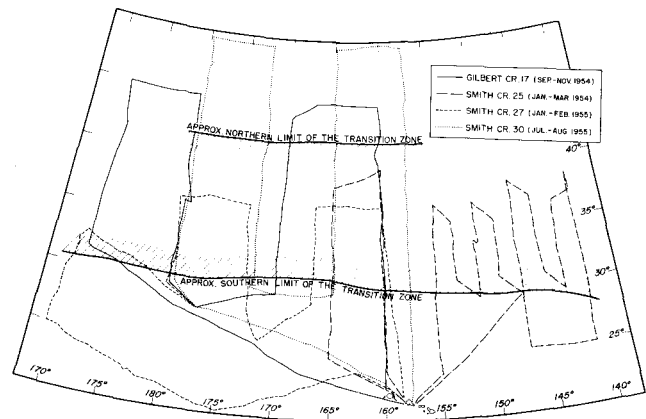 GILBERT CR. 17 (SEP.-NOV. 1954)
SMITH CR. 25 (JAN.-MAR. 1954)
SMITH CR. 27 (JAN.-FEB. 1955)
SMITH CR. 30 (JUL.-AUG. 1955)
APPROX. NORTHERN LIMIT OF THE TRANSITION ZONE
40°
35°
30°
APPROX. SOUTHERN LIMIT OF THE TRANSITION ZONE
25°
170° 175° 180° 170° 165° 160° 155° 150° 145° 140°